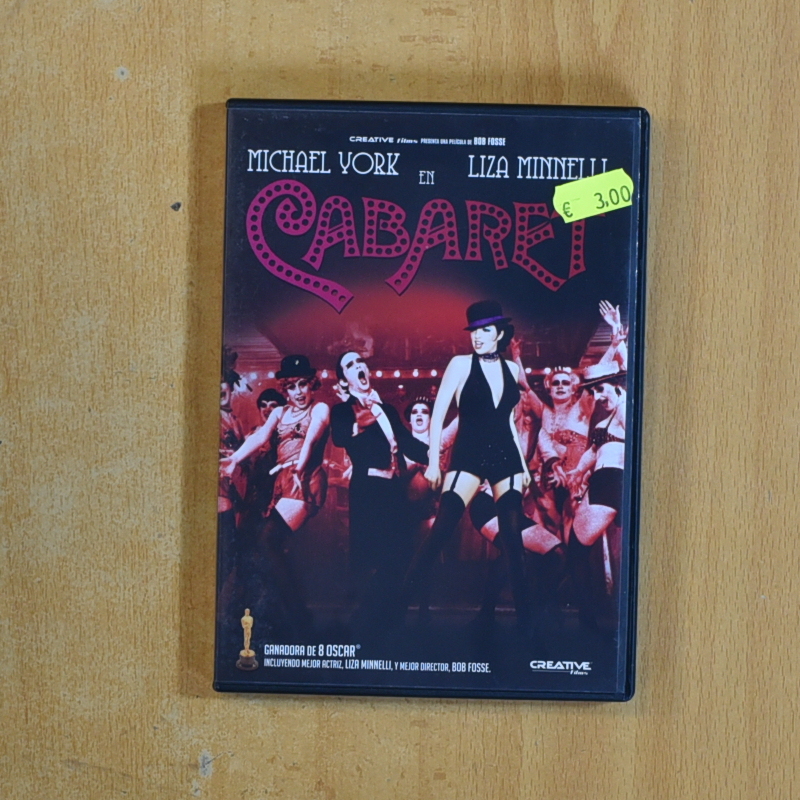 CREATIVE films PRESENTA UNA PELÍCULA DE BOB FOSSE
MICHAEL YORK EN LIZA MINNELLI
€ 3,00
CABARET
GANADORA DE 8 OSCAR®
INCLUYENDO MEJOR ACTRIZ, LIZA MINNELLI, Y MEJOR DIRECTOR, BOB FOSSE.
CREATIVE films